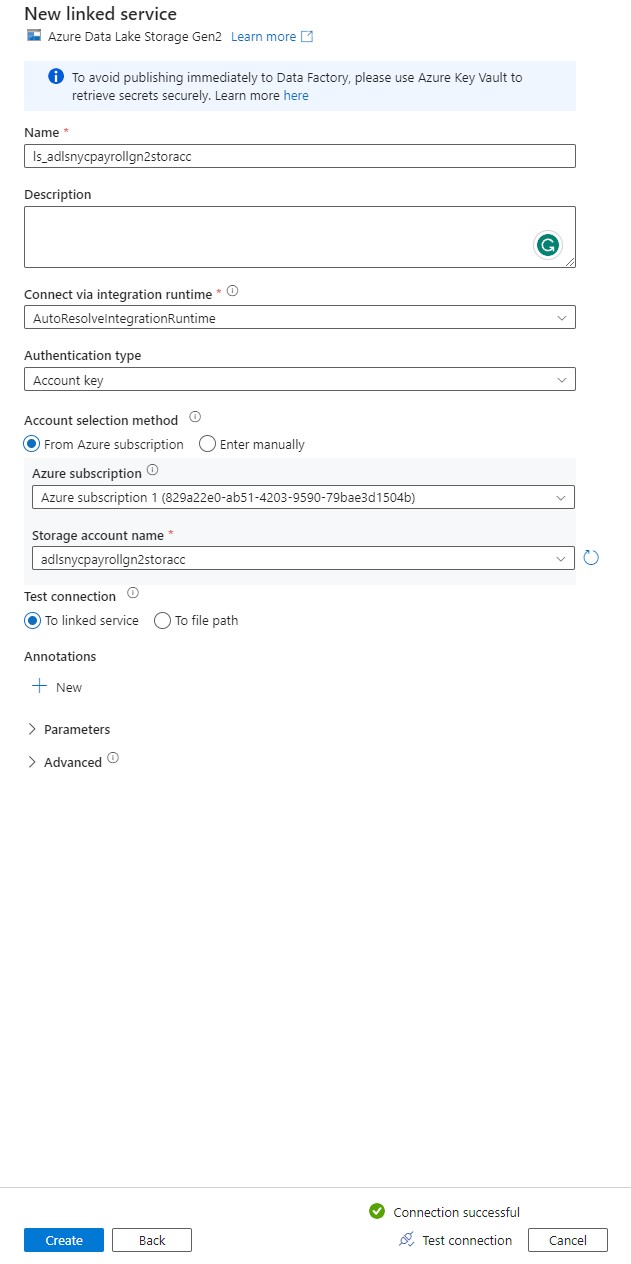 New linked service
Azure Data Lake Storage Gen2 Learn more
To avoid publishing immediately to Data Factory, please use Azure Key Vault to
retrieve secrets securely. Learn more here
Name *
ls_adlsnycpayrollgn2storacc
Description
Connect via integration runtime *
AutoResolveIntegrationRuntime
Authentication type
Account key
Account selection method
From Azure subscription Enter manually
Azure subscription
Azure subscription 1 (829a22e0-ab51-4203-9590-79bae3d1504b)
Storage account name *
adlsnycpayrollgn2storacc
Test connection
To linked service To file path
Annotations
New
Parameters
Advanced
Connection successful
Create Back Test connection Cancel